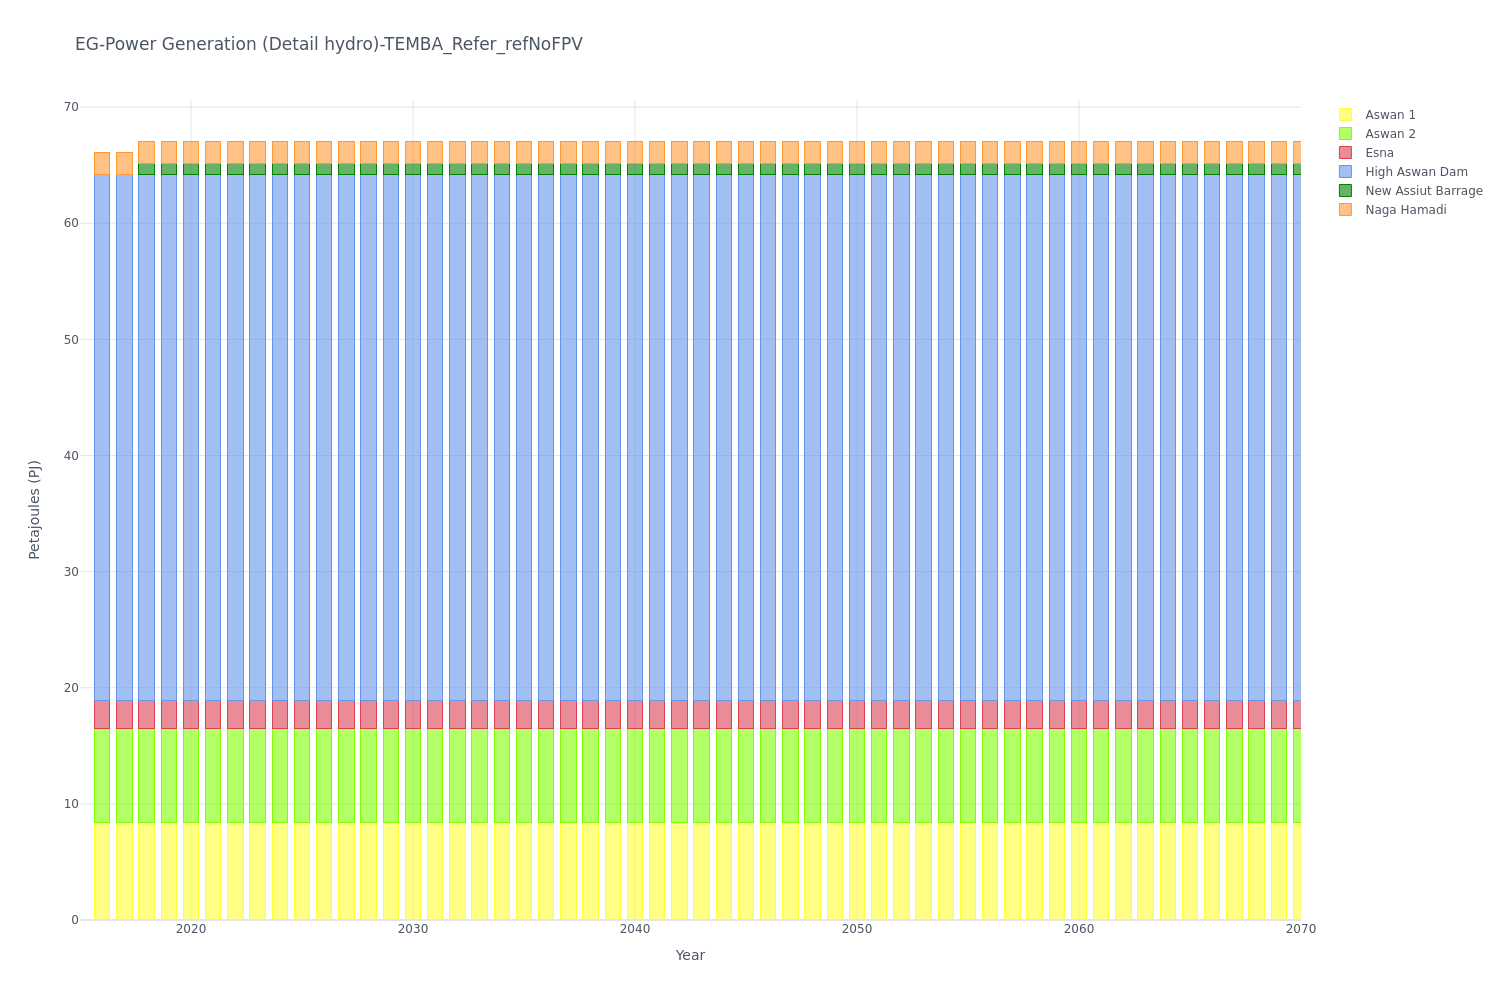 EG-Power Generation (Detail hydro)-TEMBA_Refer_refNoFPV
70
60
50
40
30
20
10
0
Petajoules (PJ)
2020
2030
2040
2050
2060
2070
Year
Aswan 1
Aswan 2
Esna
High Aswan Dam
New Assiut Barrage
Naga Hamadi